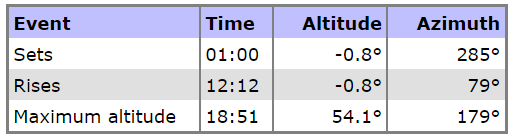 Event Time Altitude Azimuth
Sets 01:00 -0.8° 285°
Rises 12:12 -0.8° 79°
Maximum altitude 18:51 54.1° 179°